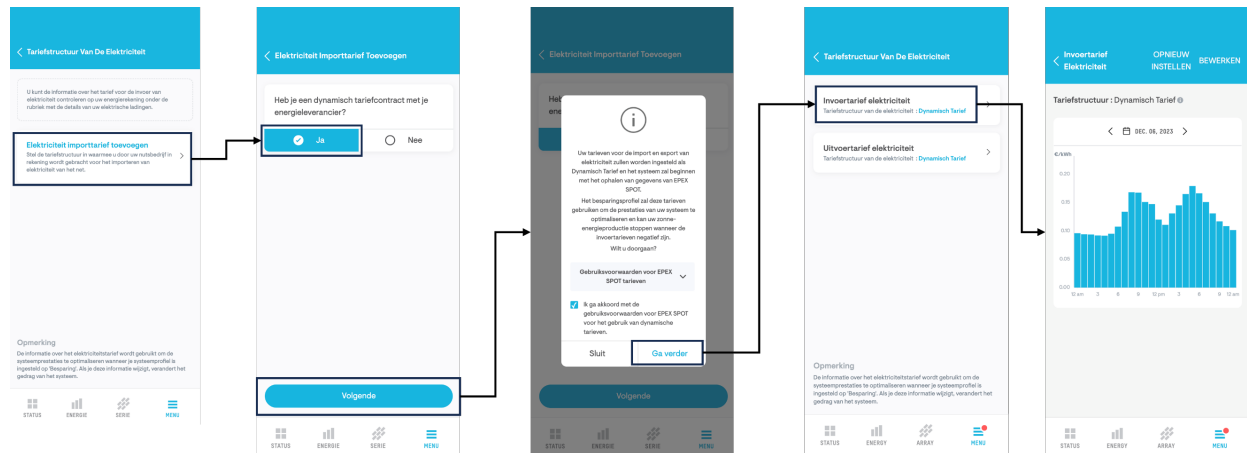 Tariefstructuur Van De Elektriciteit
U kunt de informatie over het tarief voor de invoer van
elektriciteit controleren op uw energierekening onder de
rubriek met de details van uw elektrische ladingen.
Elektriciteit importtarief toevoegen
Stel de tariefstructuur in waarmee u door uw nutsbedrijf in
rekening wordt gebracht voor het importeren van
elektriciteit van het net.
Opmerking
De informatie over het elektriciteitstarief wordt gebruikt om de
systeemprestaties te optimaliseren wanneer je systeemprofiel is
ingesteld op 'Besparing'. Als je deze informatie wijzigt, verandert het
gedrag van het systeem.
STATUS ENERGIE SERIE MENU
Elektriciteit Importtarief Toevoegen
Heb je een dynamisch tariefcontract met je
energieleverancier?
Ja Nee
Volgende
STATUS ENERGIE SERIE MENU
Elektriciteit Importtarief Toevoegen
Heb
ene
Uw tarieven voor de import en export van
elektriciteit zullen worden ingesteld als
Dynamisch Tarief en het systeem zal beginnen
met het ophalen van gegevens van EPEX
SPOT.
Het besparingsprofiel zal deze tarieven
gebruiken om de prestaties van uw systeem te
optimaliseren en kan uw zonne-
energieproductie stoppen wanneer de
invoertarieven negatief zijn.
Wilt u doorgaan?
Gebruiksvoorwaarden voor EPEX
SPOT tarieven
Ik ga akkoord met de
gebruiksvoorwaarden voor EPEX SPOT
voor het gebruik van dynamische
tarieven.
Sluit Ga verder
Volgende
STATUS ENERGIE SERIE MENU
Tariefstructuur Van De Elektriciteit
Invoertarief elektriciteit
Tariefstructuur van de elektriciteit : Dynamisch Tarief
Uitvoertarief elektriciteit
Tariefstructuur van de elektriciteit : Dynamisch Tarief
Opmerking
De informatie over het elektriciteitstarief wordt gebruikt om de
systeemprestaties te optimaliseren wanneer je systeemprofiel is
ingesteld op 'Besparing'. Als je deze informatie wijzigt, verandert het
gedrag van het systeem.
STATUS ENERGY ARRAY MENU
Invoertarief
Elektriciteit
OPNIEUW
INSTELLEN
BEWERKEN
Tariefstructuur : Dynamisch Tarief
DEC. 06, 2023
€/kWh
0.20
0.15
0.10
0.05
0.00
12 am 3 6 9 12 pm 3 6 9 12 am
STATUS ENERGY ARRAY MENU